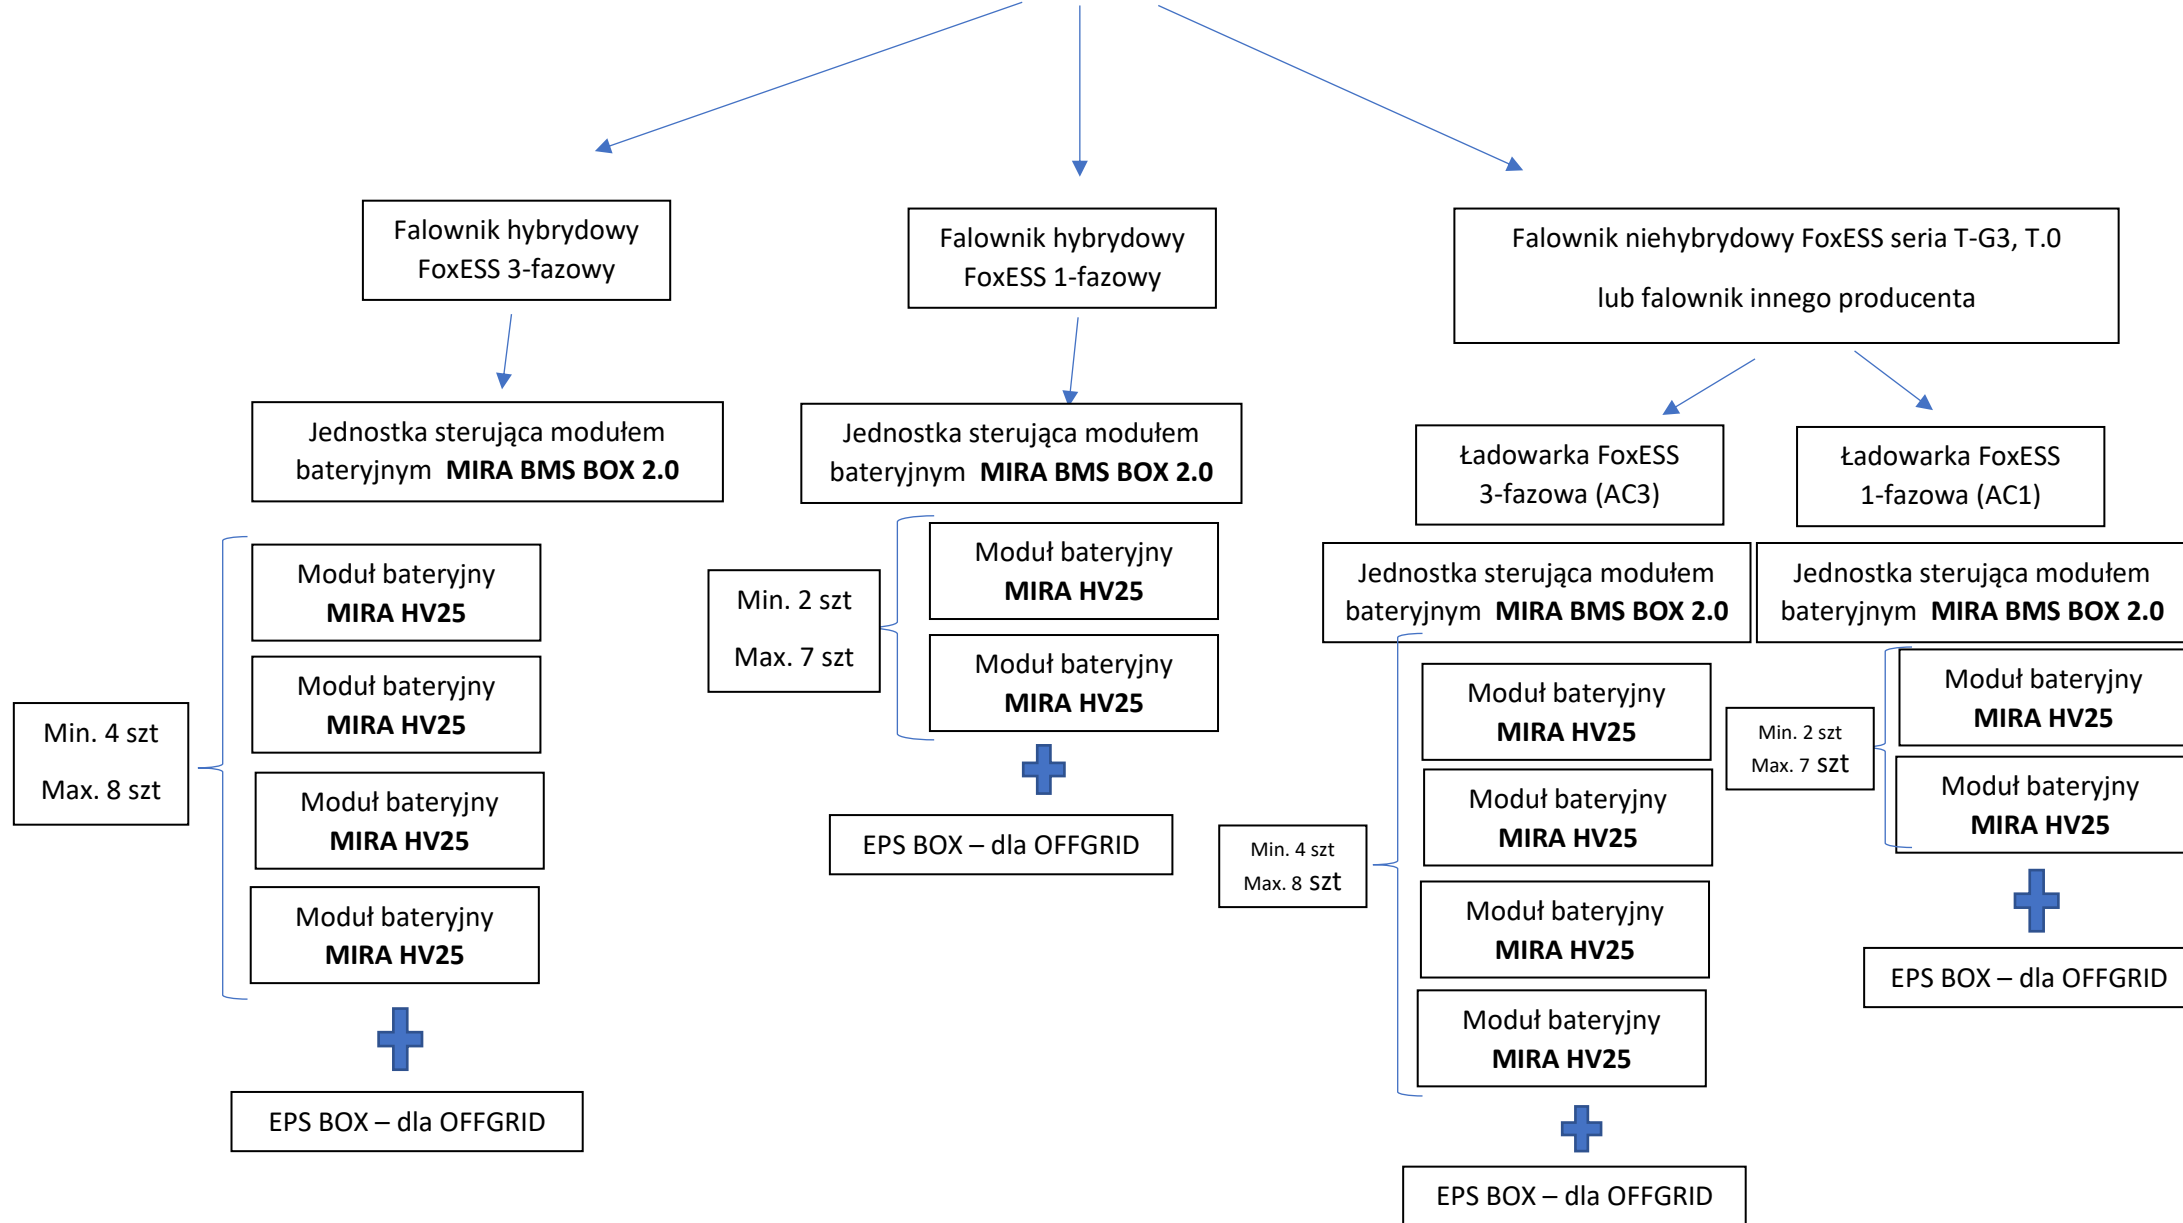 Falownik hybrydowy
FoxESS 3-fazowy
Jednostka sterująca modułem
bateryjnym MIRA BMS BOX 2.0
Min. 4 szt
Max. 8 szt
Moduł bateryjny
MIRA HV25
Moduł bateryjny
MIRA HV25
Moduł bateryjny
MIRA HV25
Moduł bateryjny
MIRA HV25
EPS BOX – dla OFFGRID
Falownik hybrydowy
FoxESS 1-fazowy
Jednostka sterująca modułem
bateryjnym MIRA BMS BOX 2.0
Min. 2 szt
Max. 7 szt
Moduł bateryjny
MIRA HV25
Moduł bateryjny
MIRA HV25
EPS BOX – dla OFFGRID
Falownik niehybrydowy FoxESS seria T-G3, T.0
lub falownik innego producenta
Ładowarka FoxESS
3-fazowa (AC3)
Jednostka sterująca modułem
bateryjnym MIRA BMS BOX 2.0
Min. 4 szt
Max. 8 szt
Moduł bateryjny
MIRA HV25
Moduł bateryjny
MIRA HV25
Moduł bateryjny
MIRA HV25
Moduł bateryjny
MIRA HV25
EPS BOX – dla OFFGRID
Ładowarka FoxESS
1-fazowa (AC1)
Jednostka sterująca modułem
bateryjnym MIRA BMS BOX 2.0
Min. 2 szt
Max. 7 szt
Moduł bateryjny
MIRA HV25
Moduł bateryjny
MIRA HV25
EPS BOX – dla OFFGRID